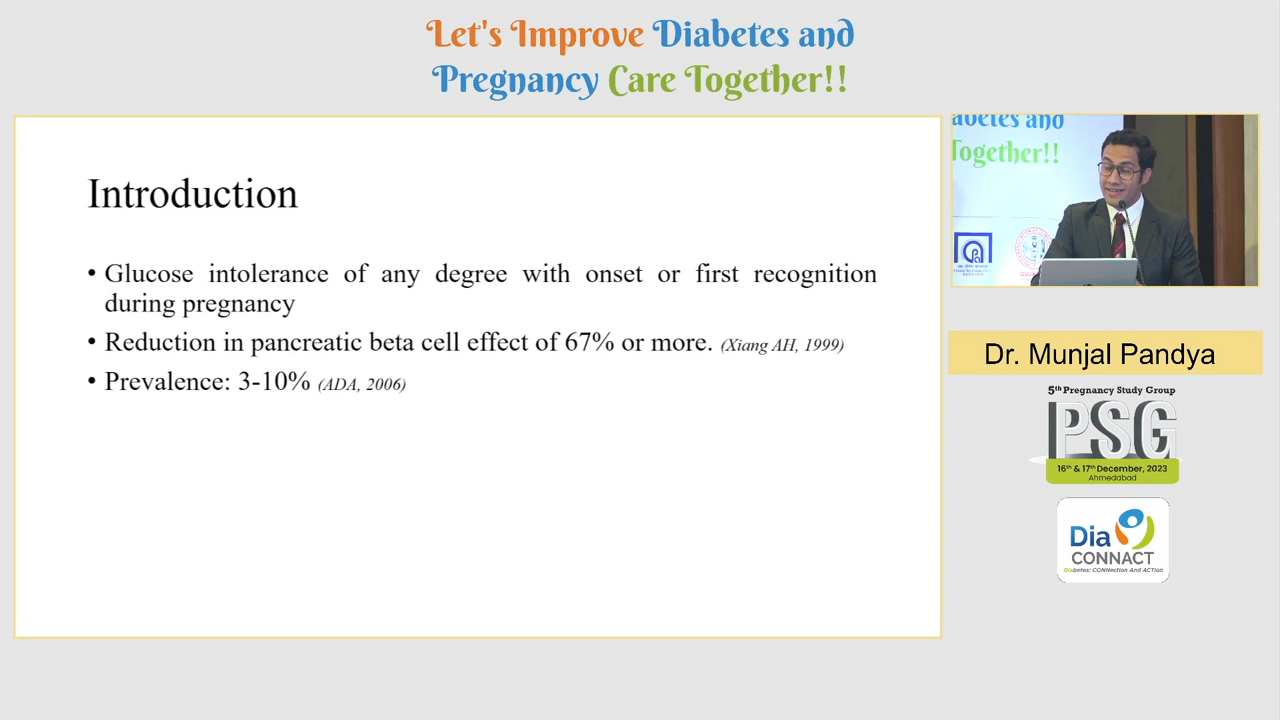 Let's Improve Diabetes and
Pregnancy Care Together!!
Introduction
• Glucose intolerance of any degree with onset or first recognition
during pregnancy
• Reduction in pancreatic beta cell effect of 67% or more. (Xiang AH, 1999)
• Prevalence: 3-10% (ADA, 2006)
abetes and
Together!!
Dr. Munjal Pandya
5th Pregnancy Study Group
PSG
16th & 17th December, 2023
Ahmedabad
Dia
CONNACT
Diabetes: CONNection And ACTion